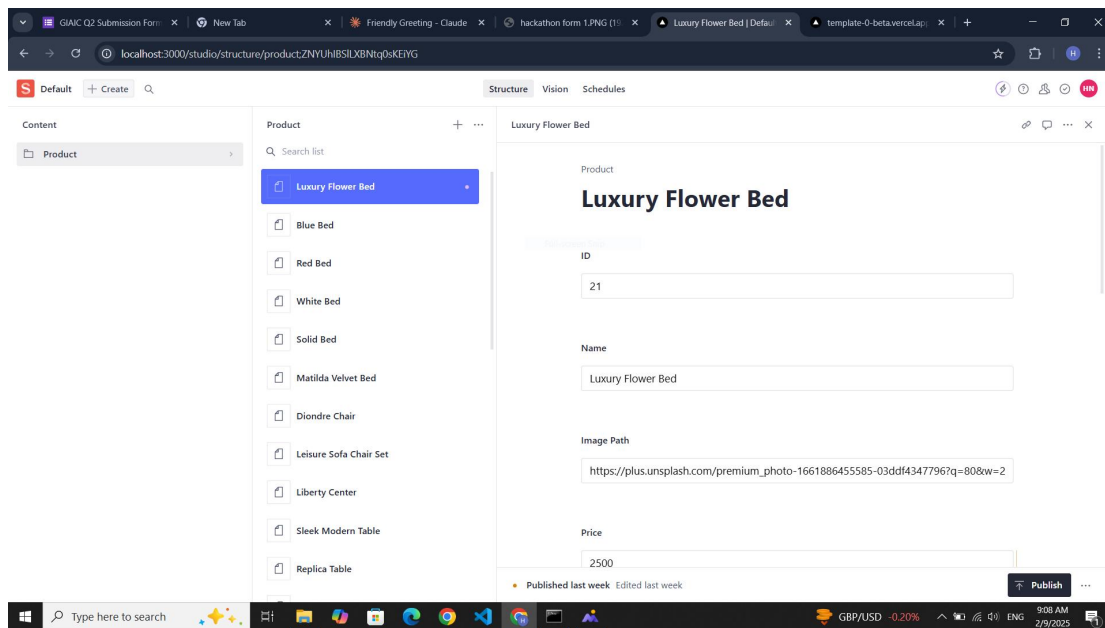 GIAIC Q2 Submission Form
New Tab
Friendly Greeting - Claude
hackathon form 1.PNG (19
Luxury Flower Bed | Defaul
template-0-beta.vercel.app
localhost:3000/studio/structure/product;ZNYUhIBSlLXBNtq0sKEiYG
H
S Default + Create
Structure Vision Schedules
HN
Content
Product
Product
Search list
Luxury Flower Bed
Blue Bed
Red Bed
White Bed
Solid Bed
Matilda Velvet Bed
Diondre Chair
Leisure Sofa Chair Set
Liberty Center
Sleek Modern Table
Replica Table
Luxury Flower Bed
Product
Luxury Flower Bed
ID
21
Name
Luxury Flower Bed
Image Path
https://plus.unsplash.com/premium_photo-1661886455585-03ddf4347796?q=80&w=2
Price
2500
Published last week Edited last week
Publish
Type here to search
GBP/USD -0.20%
ENG
9:08 AM
2/9/2025
1